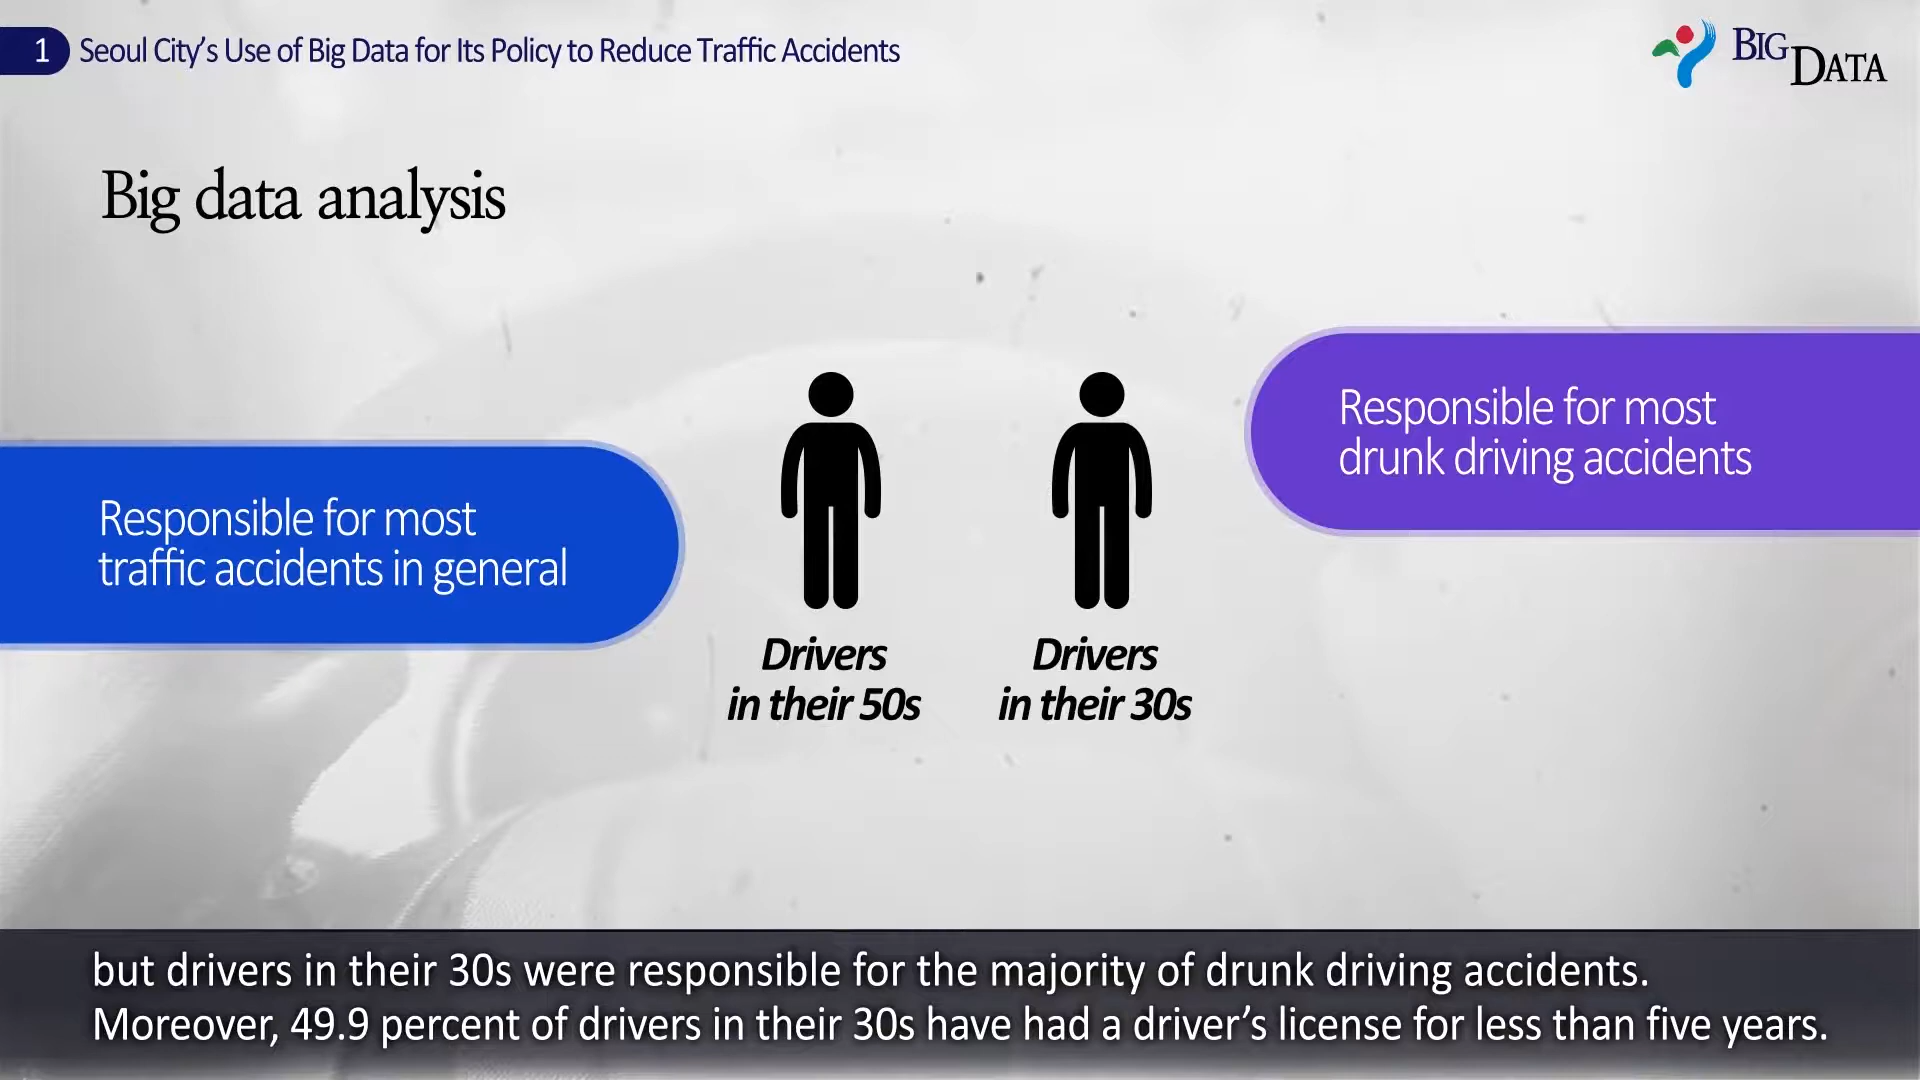 1 Seoul City's Use of Big Data for Its Policy to Reduce Traffic Accidents
BIG DATA
Big data analysis
Responsible for most
traffic accidents in general
Drivers
in their 50s
Drivers
in their 30s
Responsible for most
drunk driving accidents
but drivers in their 30s were responsible for the majority of drunk driving accidents.
Moreover, 49.9 percent of drivers in their 30s have had a driver’s license for less than five years.